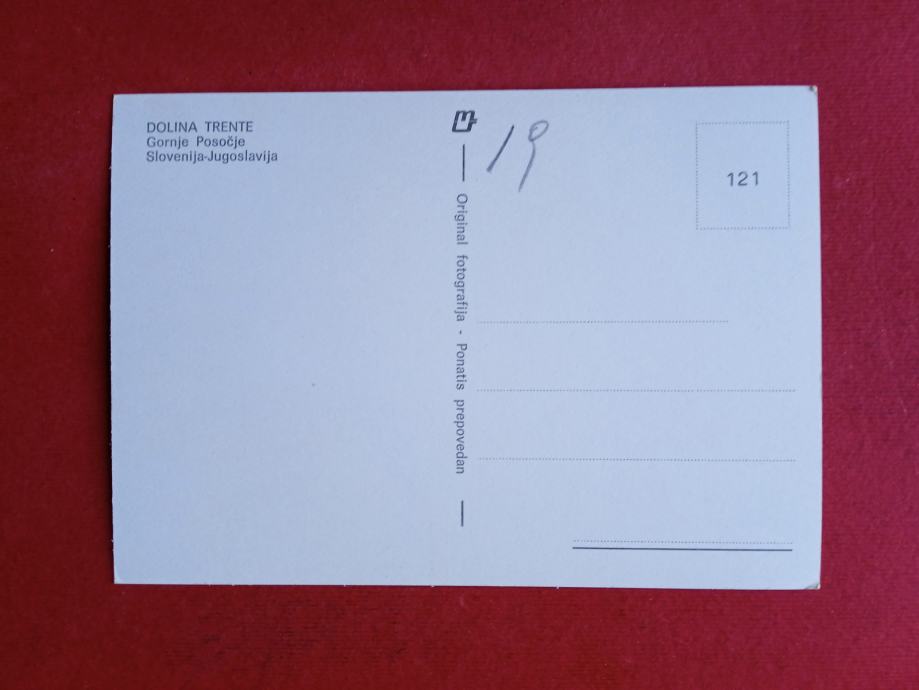 DOLINA TRENTE
Gornje Posočje
Slovenija-Jugoslavija
Original fotografija - Ponatis prepovedan
19
121